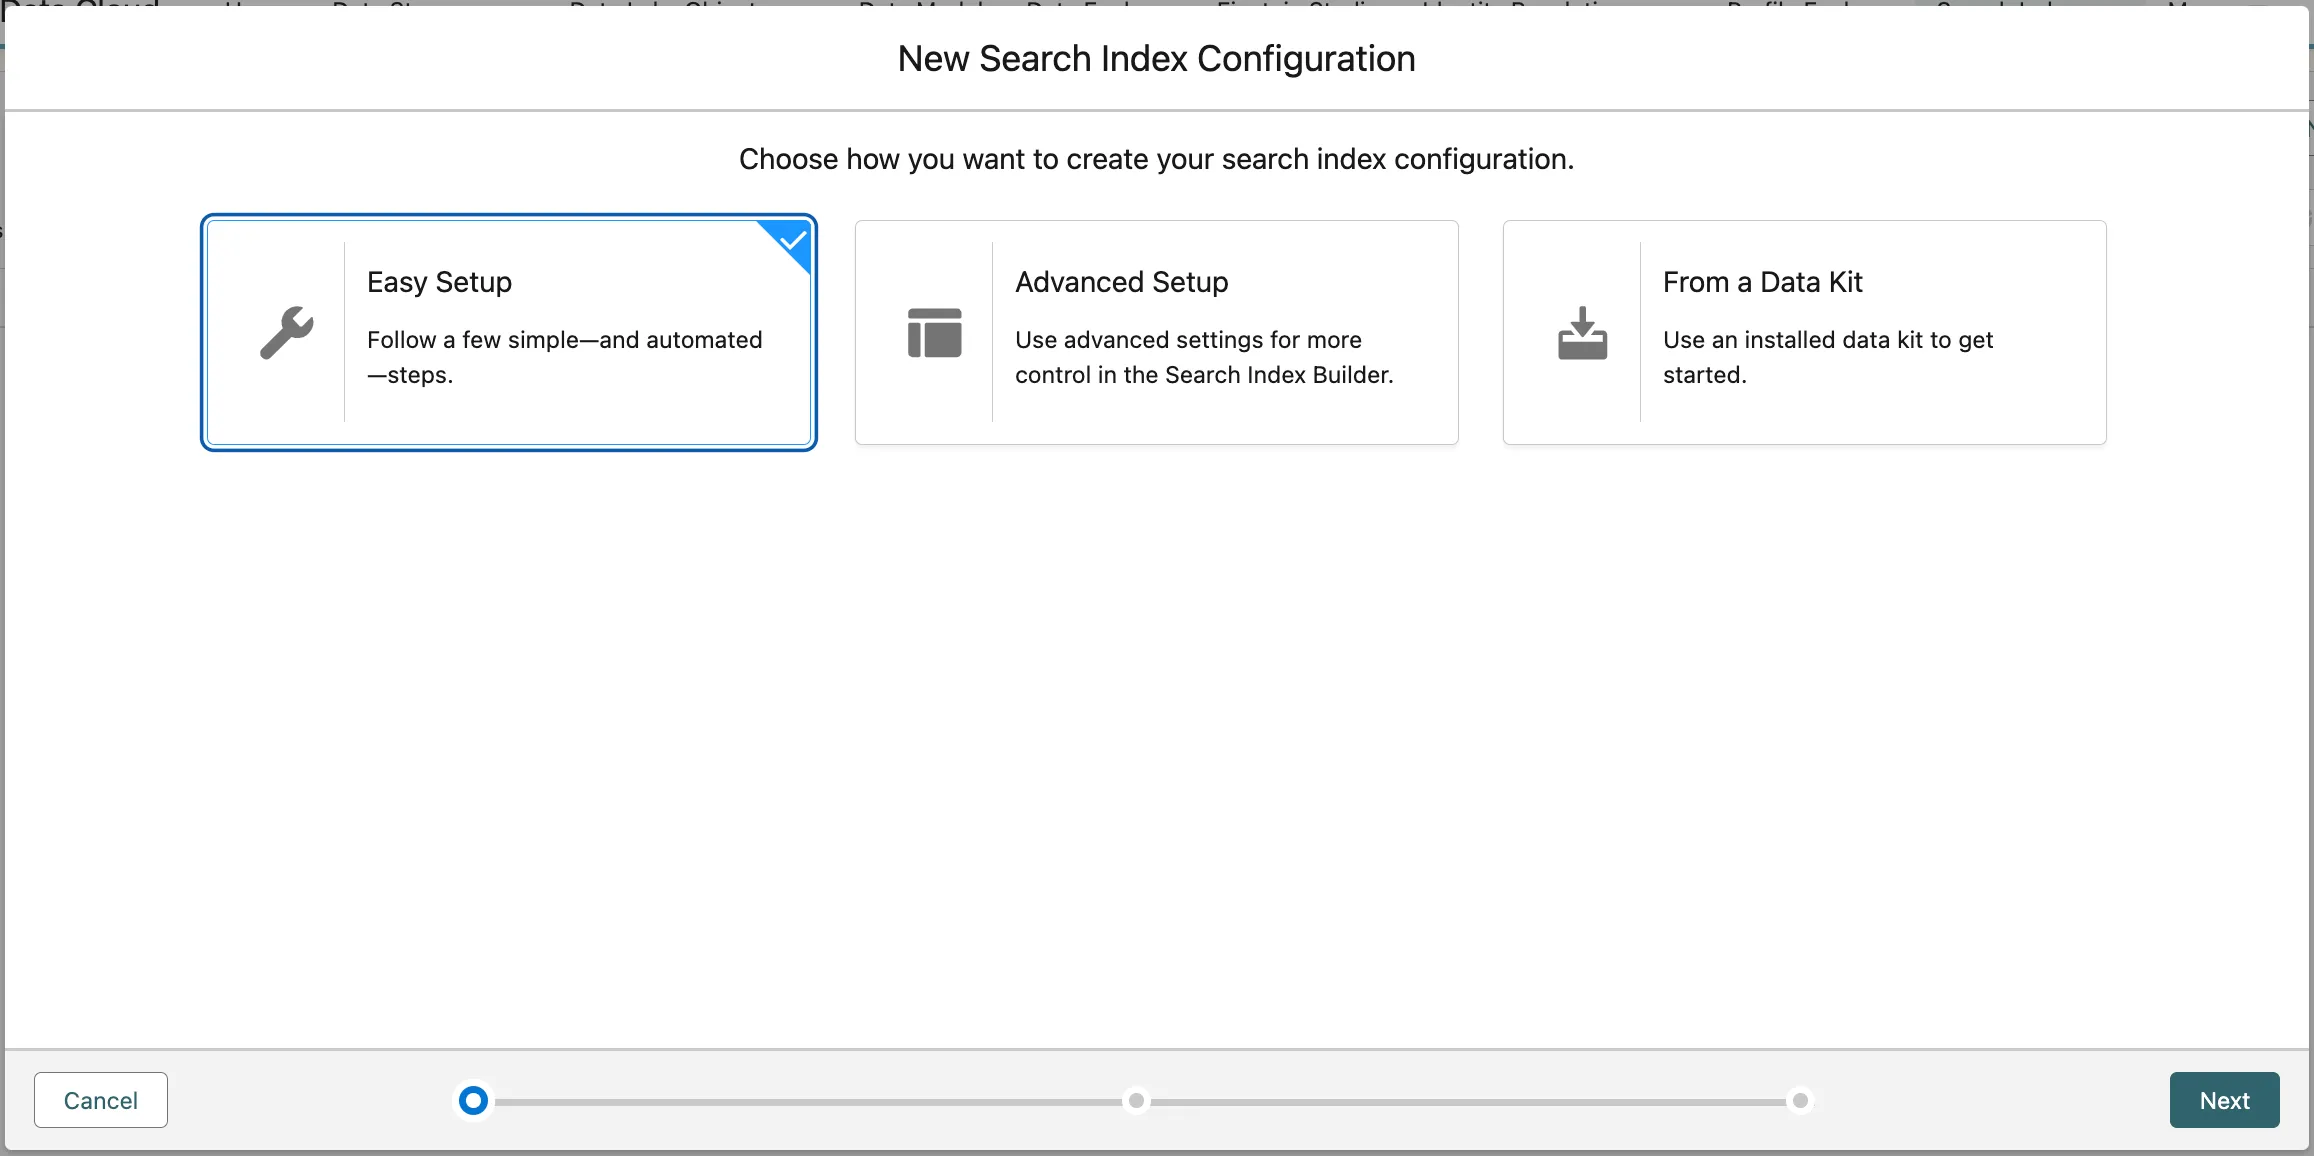 New Search Index Configuration
Choose how you want to create your search index configuration.
Easy Setup
Follow a few simple—and automated
—steps.
Advanced Setup
Use advanced settings for more
control in the Search Index Builder.
From a Data Kit
Use an installed data kit to get
started.
Cancel
Next